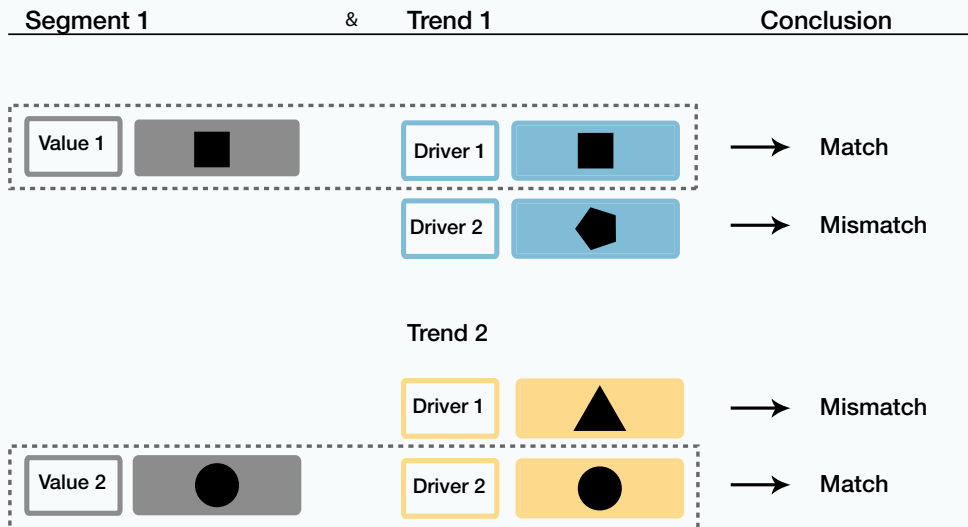 Segment 1 & Trend 1 Conclusion
Value 1 Driver 1 Match
Driver 2 Mismatch
Trend 2
Driver 1 Mismatch
Value 2 Driver 2 Match